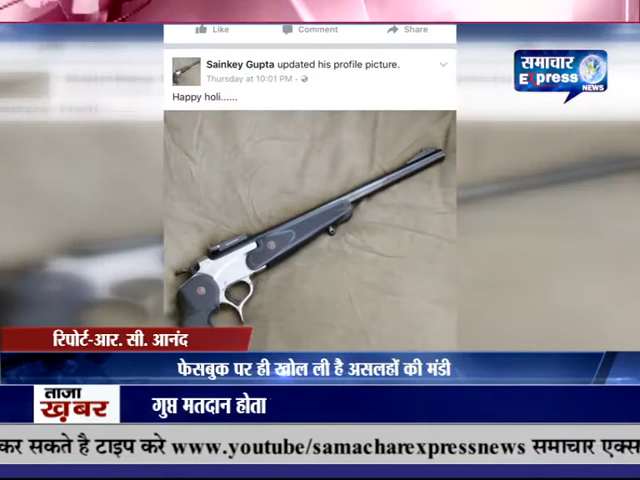 Like Comment Share
Sainkey Gupta updated his profile picture.
Thursday at 10:01 PM ·
Happy holi......
समाचार
Express
NEWS
रिपोर्ट-आर. सी. आनंद
फेसबुक पर ही खोल ली है असलहों की मंडी
ताजा
ख़बर
गुप्त मतदान होता
कर सकते है टाइप करे www.youtube/samacharexpressnews समाचार एक्स